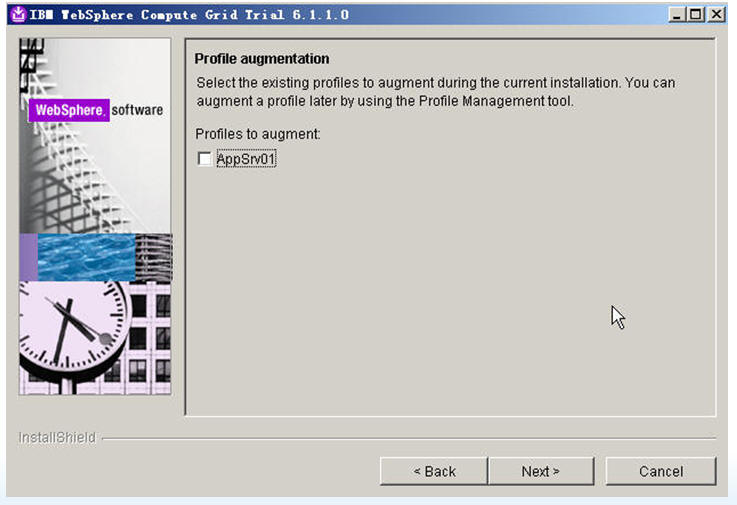 IBM WebSphere Compute Grid Trial 6.1.1.0
WebSphere. software
Profile augmentation
Select the existing profiles to augment during the current installation. You can
augment a profile later by using the Profile Management tool.
Profiles to augment:
AppSrv01
InstallShield
< Back
Next >
Cancel